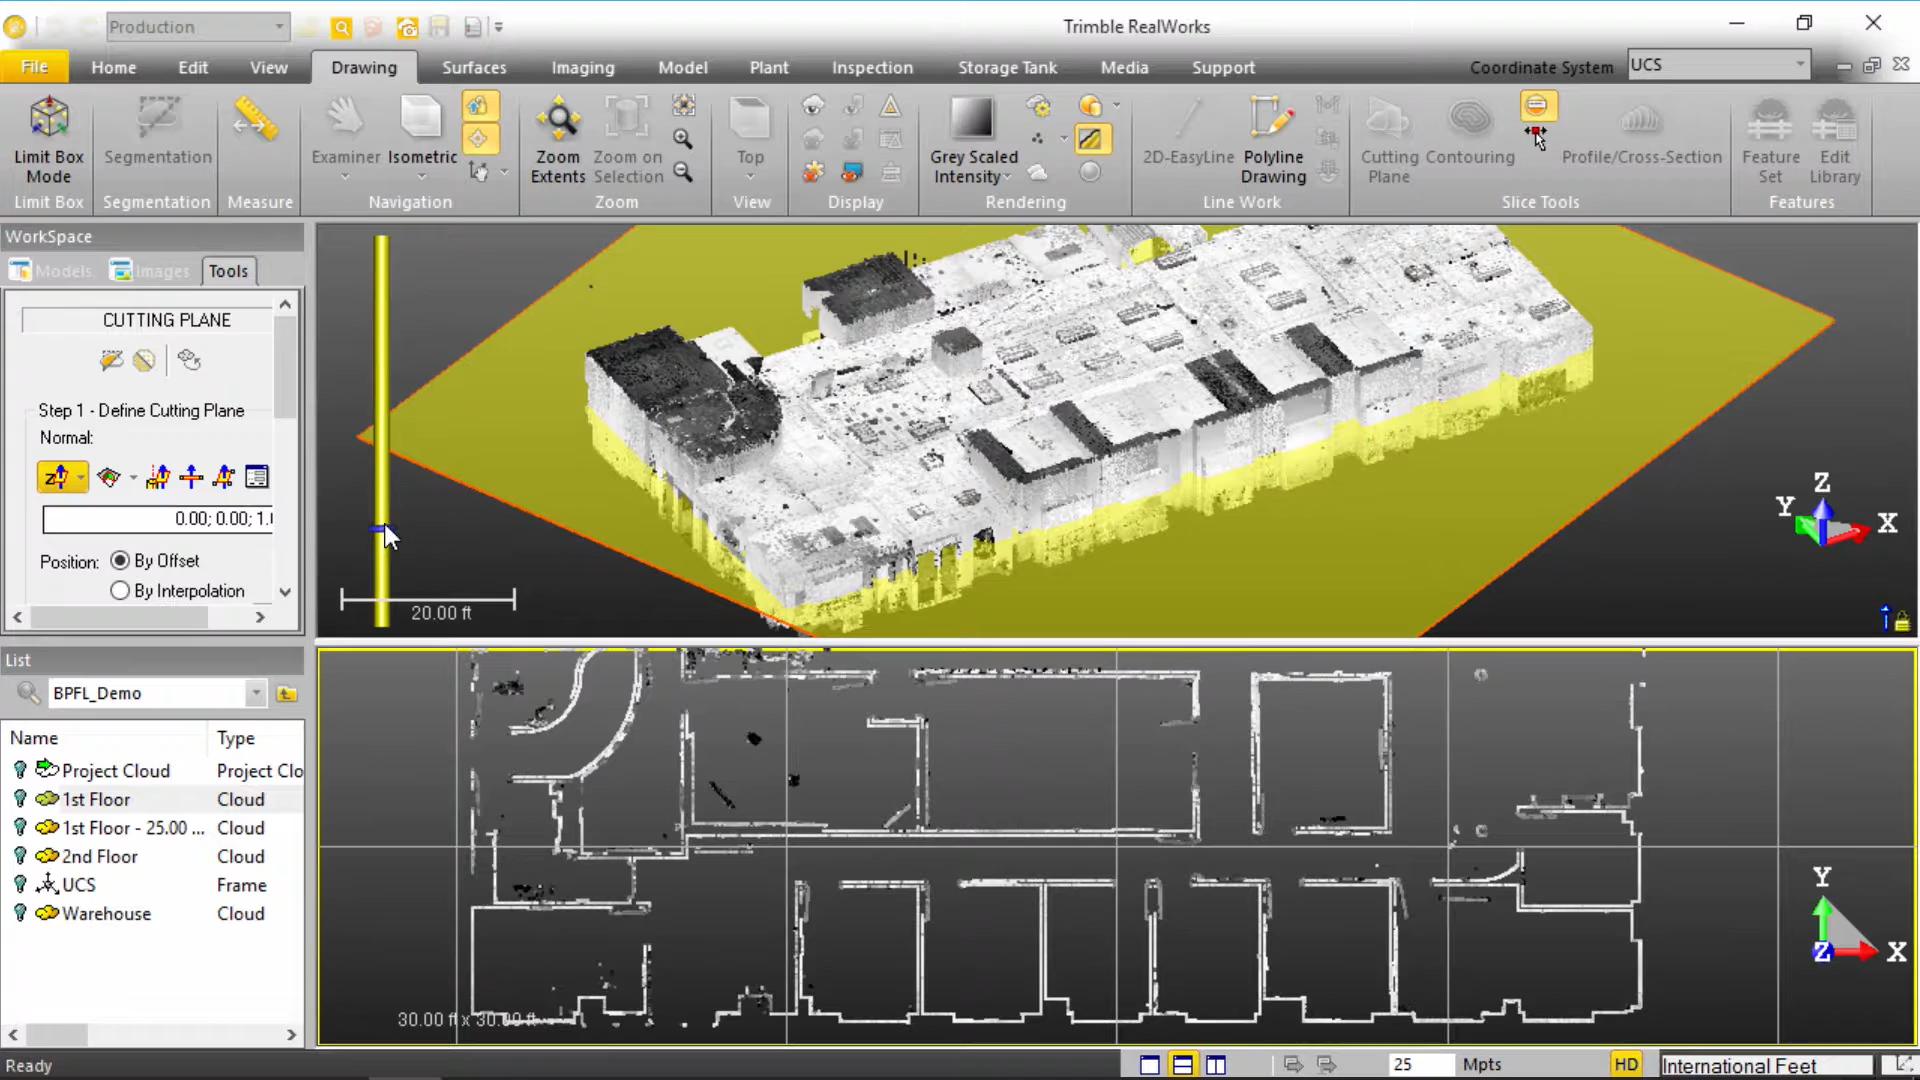 Production
Trimble RealWorks
File Home Edit View Drawing Surfaces Imaging Model Plant Inspection Storage Tank Media Support
Coordinate System UCS
Limit Box Mode
Limit Box
Segmentation
Segmentation
Measure
Examiner
Isometric
Navigation
Zoom Extents
Zoom on Selection
Zoom
Top
View
Display
Grey Scaled Intensity
Rendering
2D-EasyLine
Polyline Drawing
Line Work
Cutting Plane
Contouring
Profile/Cross-Section
Slice Tools
Feature Set
Edit Library
Features
WorkSpace
Models Images Tools
CUTTING PLANE
Step 1 - Define Cutting Plane
Normal:
Z
0.00; 0.00; 1.
Position: By Offset
By Interpolation
20.00 ft
Z
Y
X
List
BPFL_Demo
Name Type
Project Cloud Project Clo
1st Floor Cloud
1st Floor - 25.00 ... Cloud
2nd Floor Cloud
UCS Frame
Warehouse Cloud
30.00 ft x 30.00 ft
Y
Z
X
Ready
25 Mpts
HD
International Feet